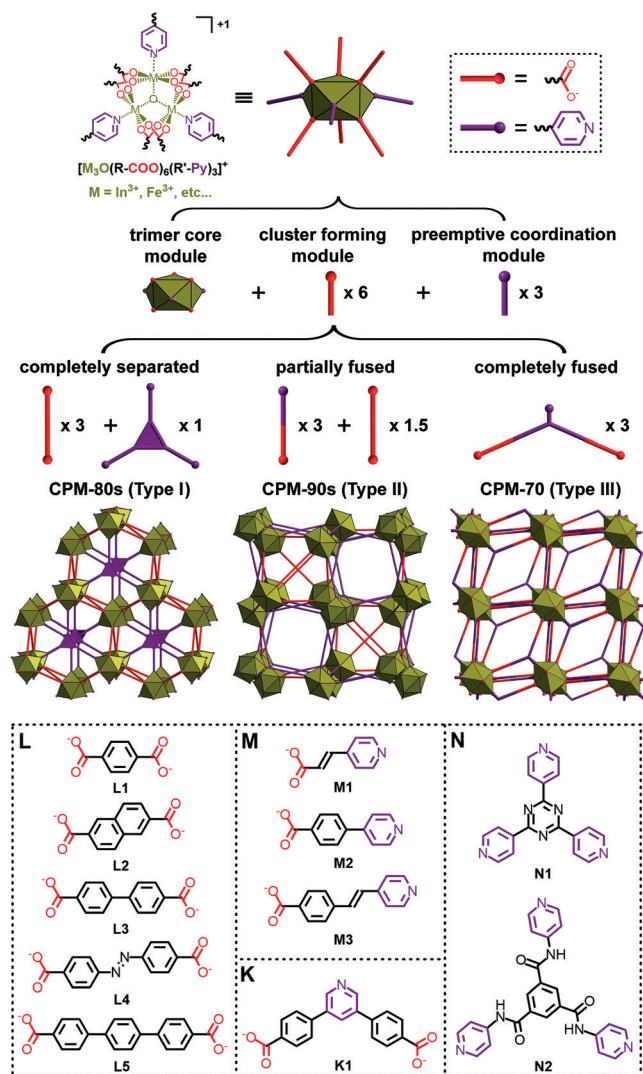 +1
N
O O O O
M
O
M M
N N
O O O O
≡
=
O
O⁻
=
N
[M₃O(R-COO)₆(R'-Py)₃]⁺
M = In³⁺, Fe³⁺, etc...
trimer core module
cluster forming module
preemptive coordination module
+ x 6 + x 3
completely separated
partially fused
completely fused
x 3 + x 1
x 3 + x 1.5
x 3
CPM-80s (Type I)
CPM-90s (Type II)
CPM-70 (Type III)
L
⁻O O O O⁻
L1
⁻O O O O⁻
L2
⁻O O O O⁻
L3
⁻O O N N O O⁻
L4
⁻O O O O⁻
L5
M
O⁻ O N
M1
O⁻ O N
M2
O⁻ O N
M3
K
N
⁻O O O O⁻
K1
N
N
N N
N
N N
N1
N
NH
O
O
O
NH HN
N N
N2